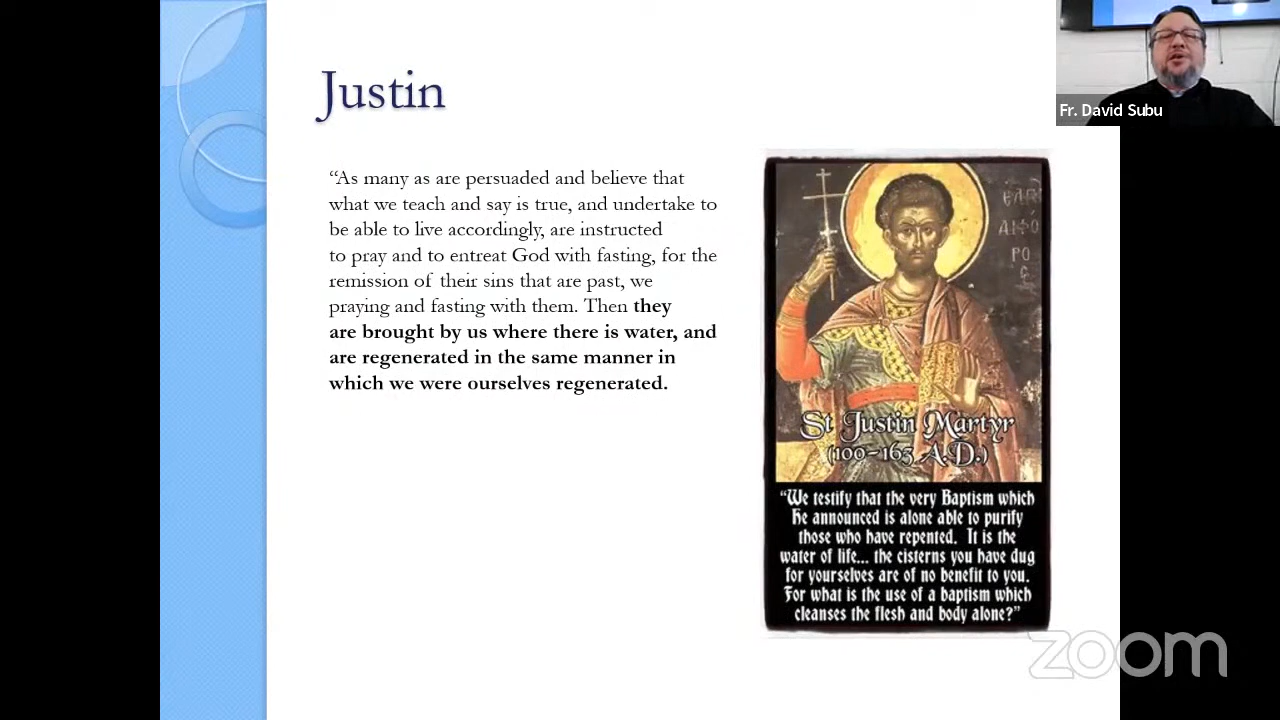 Justin
“As many as are persuaded and believe that
what we teach and say is true, and undertake to
be able to live accordingly, are instructed
to pray and to entreat God with fasting, for the
remission of their sins that are past, we
praying and fasting with them. Then they
are brought by us where there is water, and
are regenerated in the same manner in
which we were ourselves regenerated.
Fr. David Subu
St Justin Martyr
(100-165 A.D.)
“We testify that the very Baptism which
He announced is alone able to purify
those who have repented. It is the
water of life... the cisterns you have dug
for yourselves are of no benefit to you.
For what is the use of a baptism which
cleanses the flesh and body alone?”
zoom